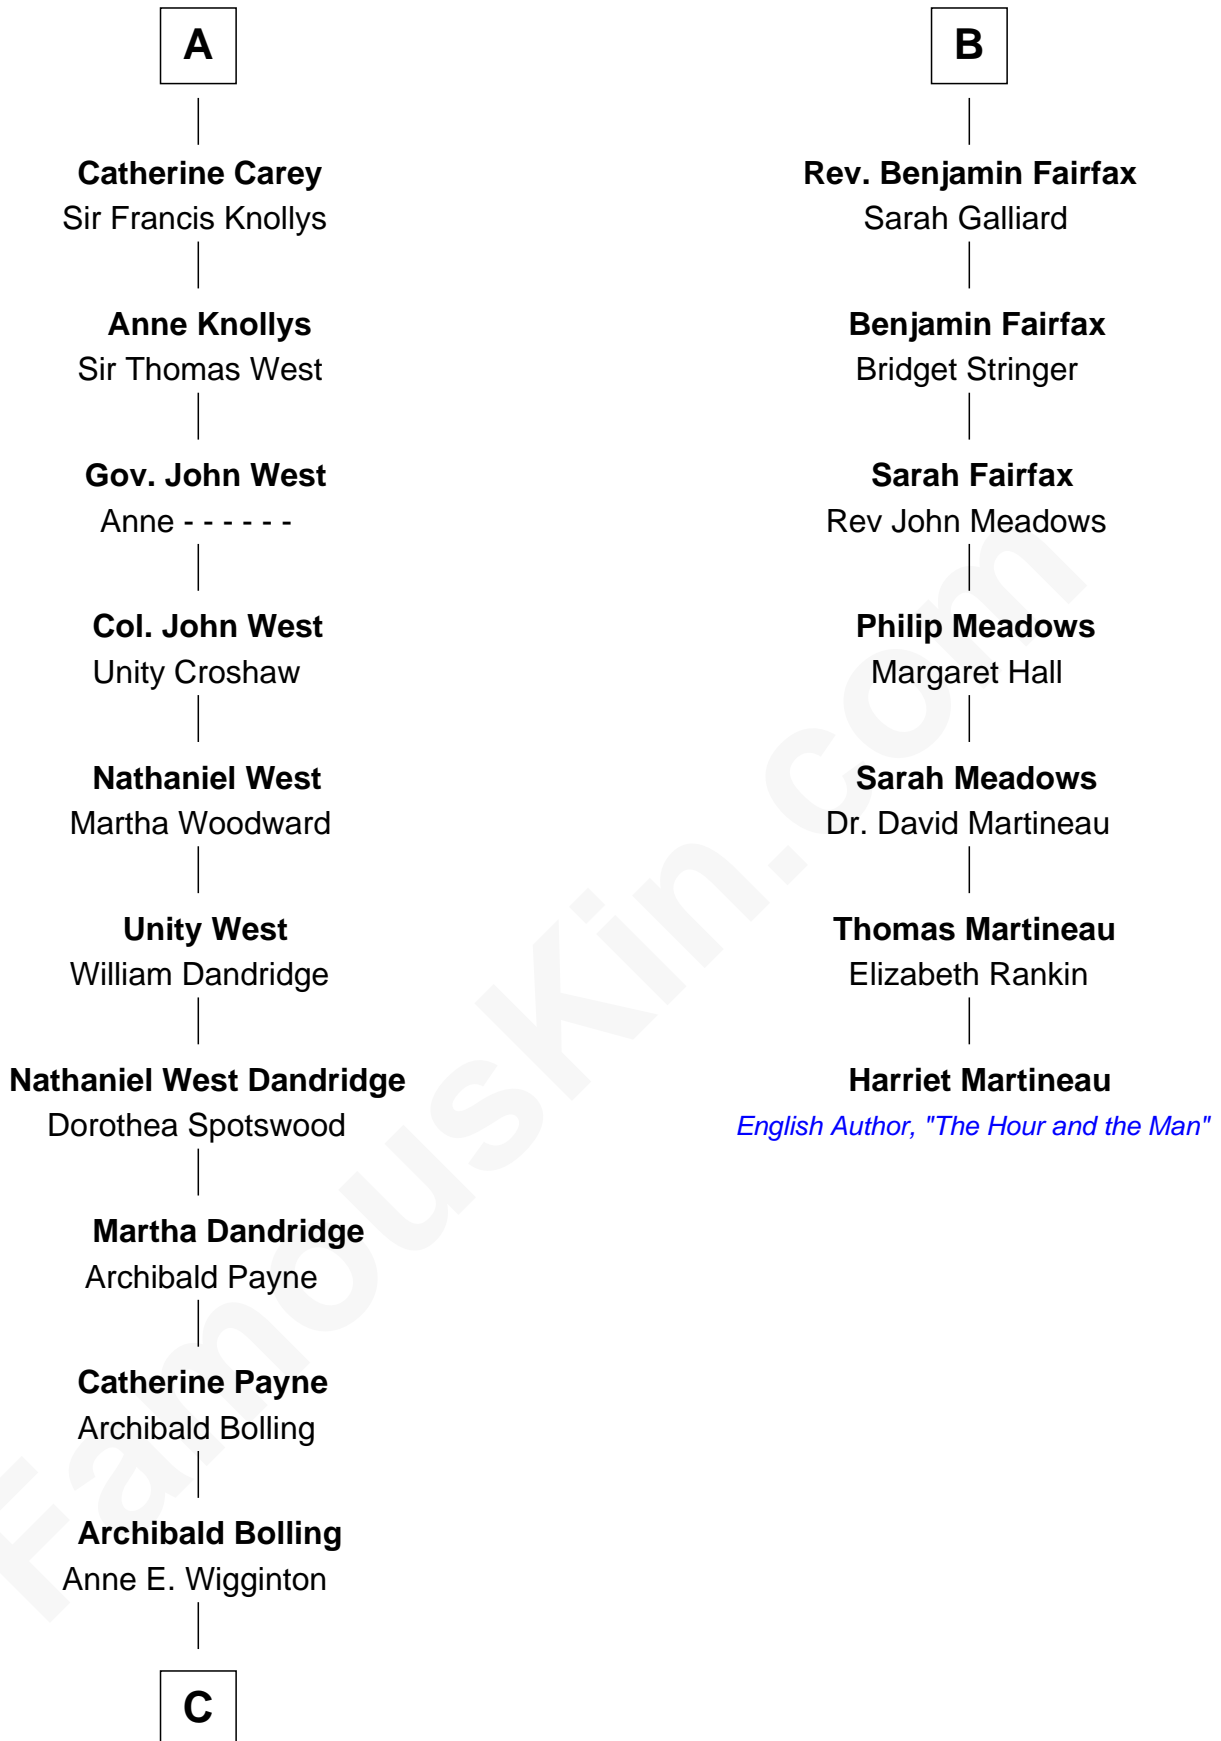 A
Catherine Carey
Sir Francis Knollys
Anne Knollys
Sir Thomas West
Gov. John West
Anne - - - - - -
Col. John West
Unity Croshaw
Nathaniel West
Martha Woodward
Unity West
William Dandridge
Nathaniel West Dandridge
Dorothea Spotswood
Martha Dandridge
Archibald Payne
Catherine Payne
Archibald Bolling
Archibald Bolling
Anne E. Wigginton
C
B
Rev. Benjamin Fairfax
Sarah Galliard
Benjamin Fairfax
Bridget Stringer
Sarah Fairfax
Rev John Meadows
Philip Meadows
Margaret Hall
Sarah Meadows
Dr. David Martineau
Thomas Martineau
Elizabeth Rankin
Harriet Martineau
English Author, "The Hour and the Man"
FamousKin.com